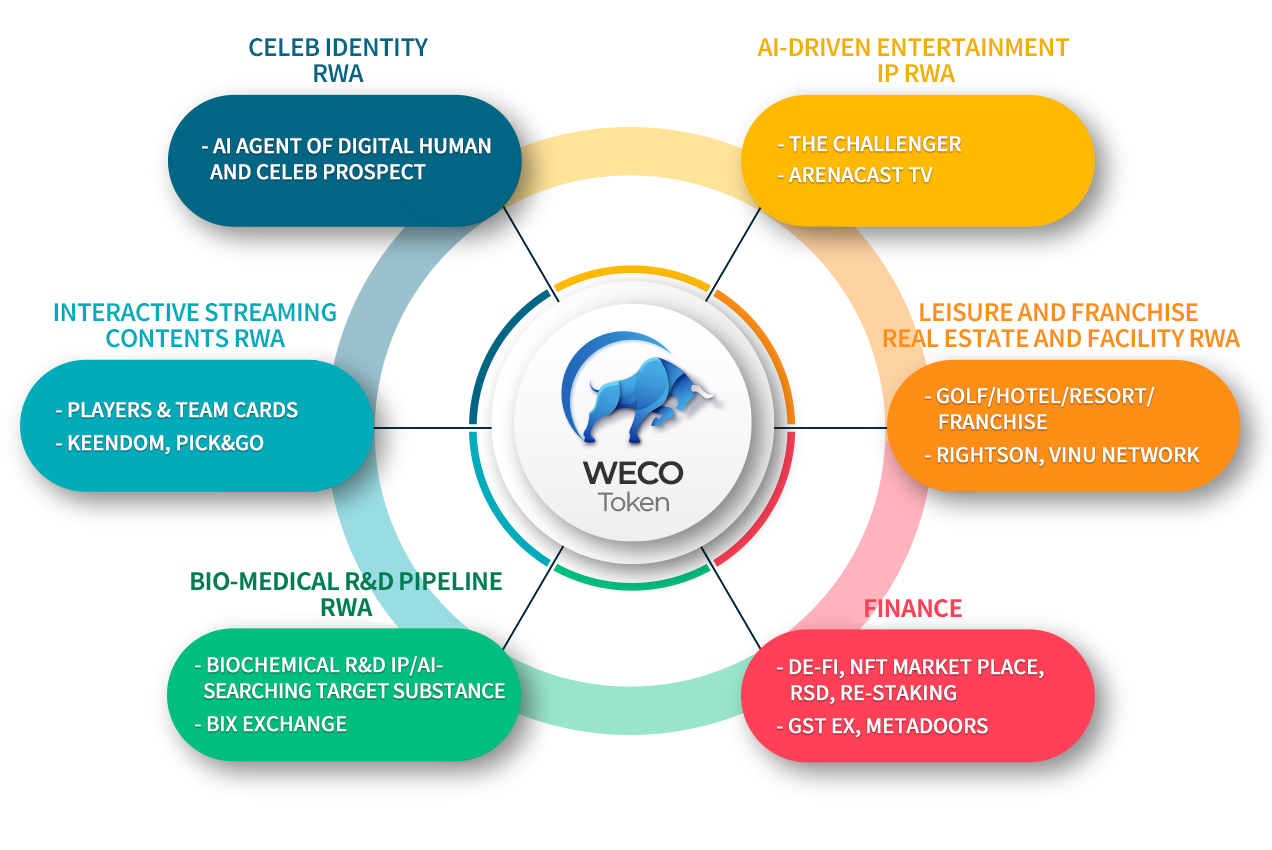 CELEB IDENTITY
RWA
- AI AGENT OF DIGITAL HUMAN
AND CELEB PROSPECT
AI-DRIVEN ENTERTAINMENT
IP RWA
- THE CHALLENGER
- ARENACAST TV
INTERACTIVE STREAMING
CONTENTS RWA
- PLAYERS & TEAM CARDS
- KEENDOM, PICK&GO
WECO
Token
LEISURE AND FRANCHISE
REAL ESTATE AND FACILITY RWA
- GOLF/HOTEL/RESORT/
FRANCHISE
- RIGHTSON, VINU NETWORK
BIO-MEDICAL R&D PIPELINE
RWA
- BIOCHEMICAL R&D IP/AI-
SEARCHING TARGET SUBSTANCE
- BIX EXCHANGE
FINANCE
- DE-FI, NFT MARKET PLACE,
RSD, RE-STAKING
- GST EX, METADOORS